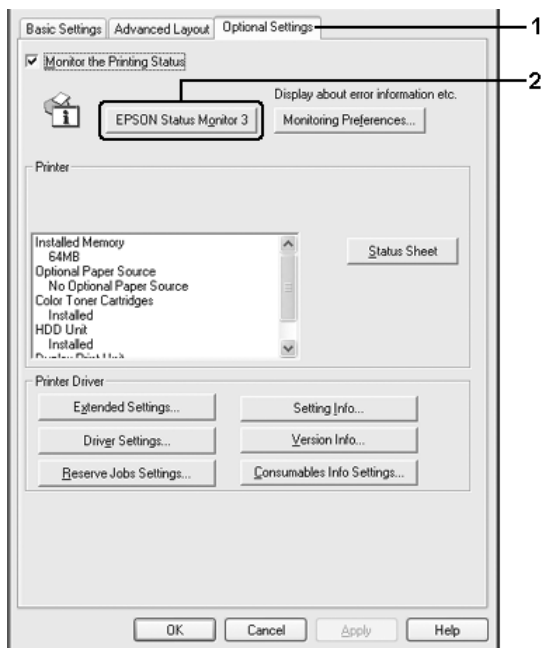 Basic Settings Advanced Layout Optional Settings 1
Monitor the Printing Status
2
Display about error information etc.
EPSON Status Monitor 3 Monitoring Preferences...
Printer
Installed Memory
64MB
Status Sheet
Optional Paper Source
No Optional Paper Source
Color Toner Cartridges
Installed
HDD Unit
Installed
Duplex Print Unit
Printer Driver
Extended Settings... Setting Info...
Driver Settings... Version Info...
Reserve Jobs Settings... Consumables Info Settings...
OK Cancel Apply Help